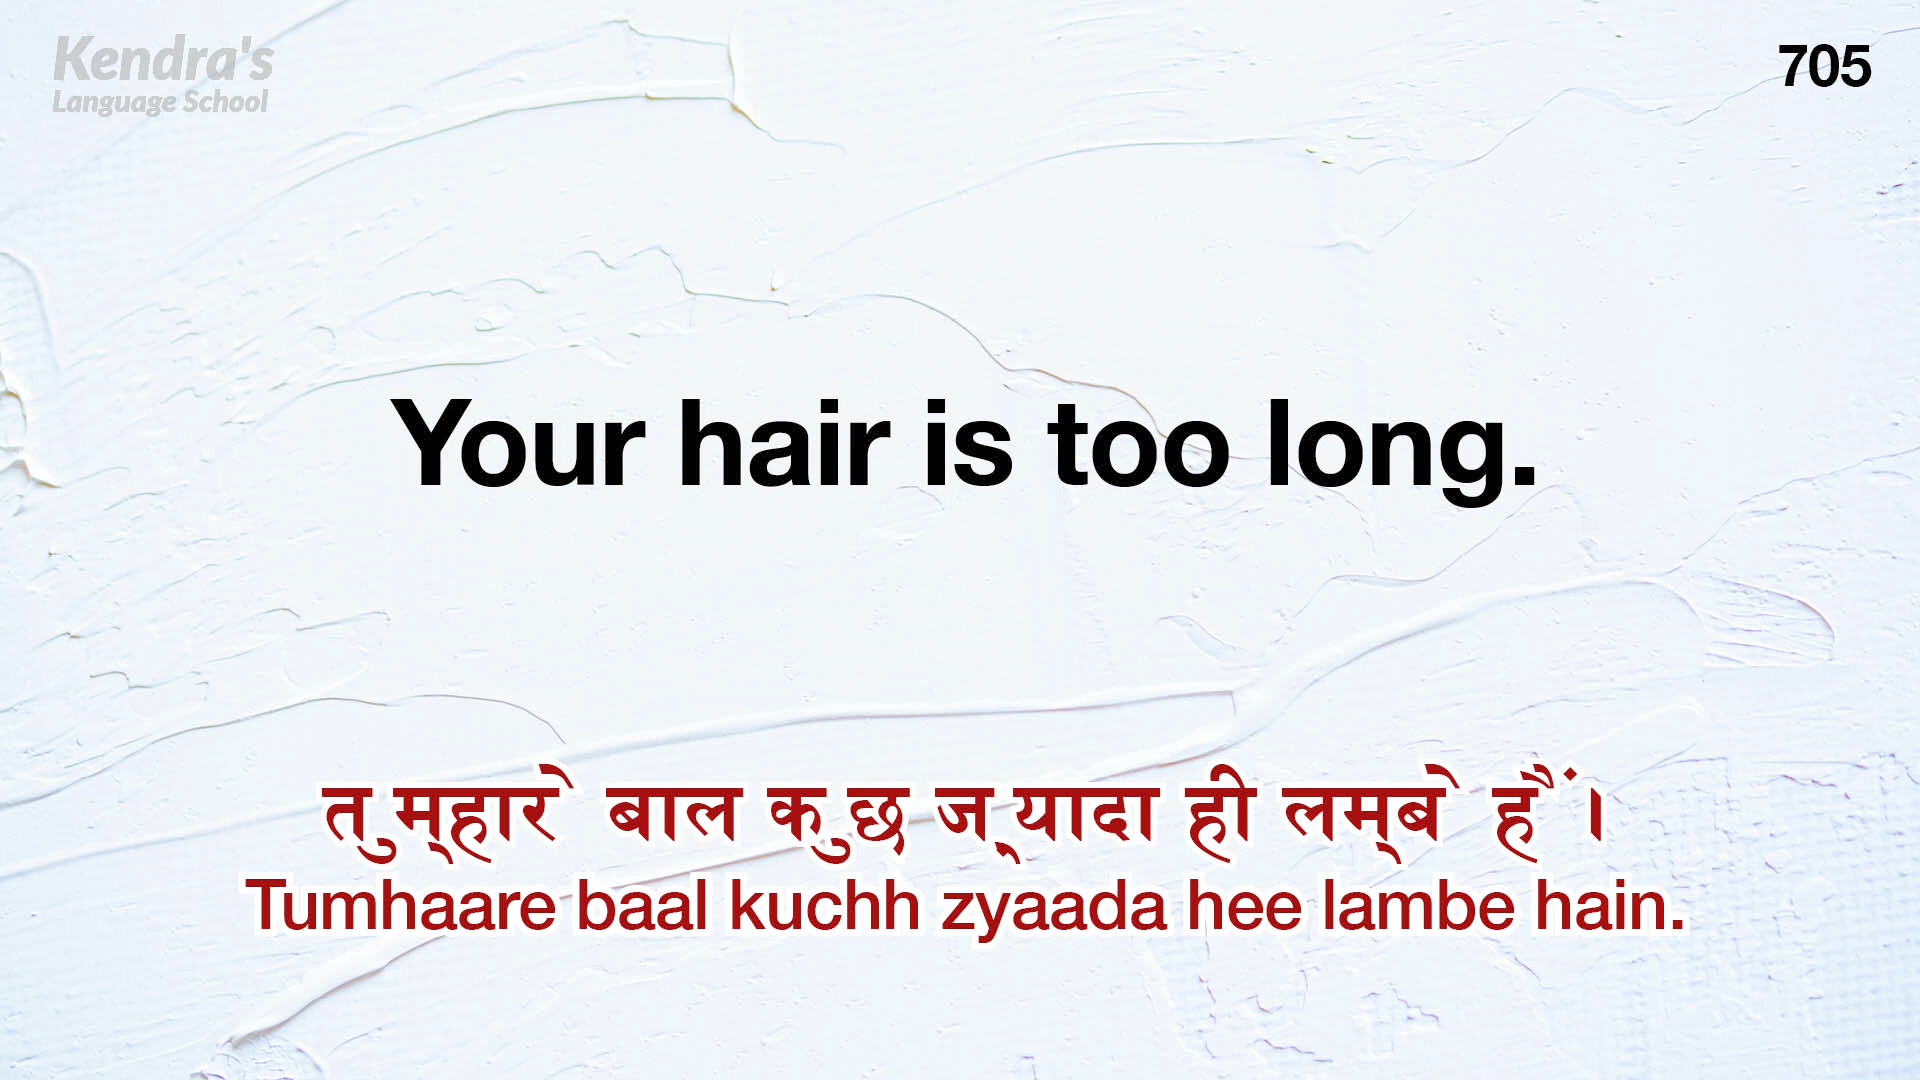 Kendra's
Language School
705
Your hair is too long.
तुम्हारे बाल कुछ ज्यादा ही लम्बे हैं।
Tumhaare baal kuchh zyaada hee lambe hain.